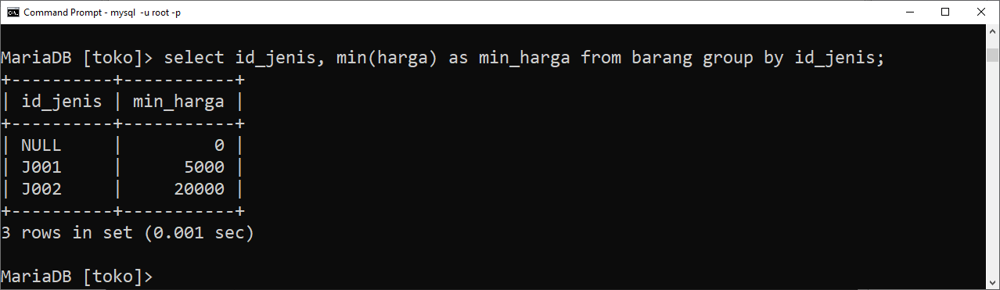 Command Prompt - mysql  -u root -p
MariaDB [toko]> select id_jenis, min(harga) as min_harga from barang group by id_jenis;
+----------+-----------+
| id_jenis | min_harga |
+----------+-----------+
| NULL     |         0 |
| J001     |      5000 |
| J002     |     20000 |
+----------+-----------+
3 rows in set (0.001 sec)
MariaDB [toko]>